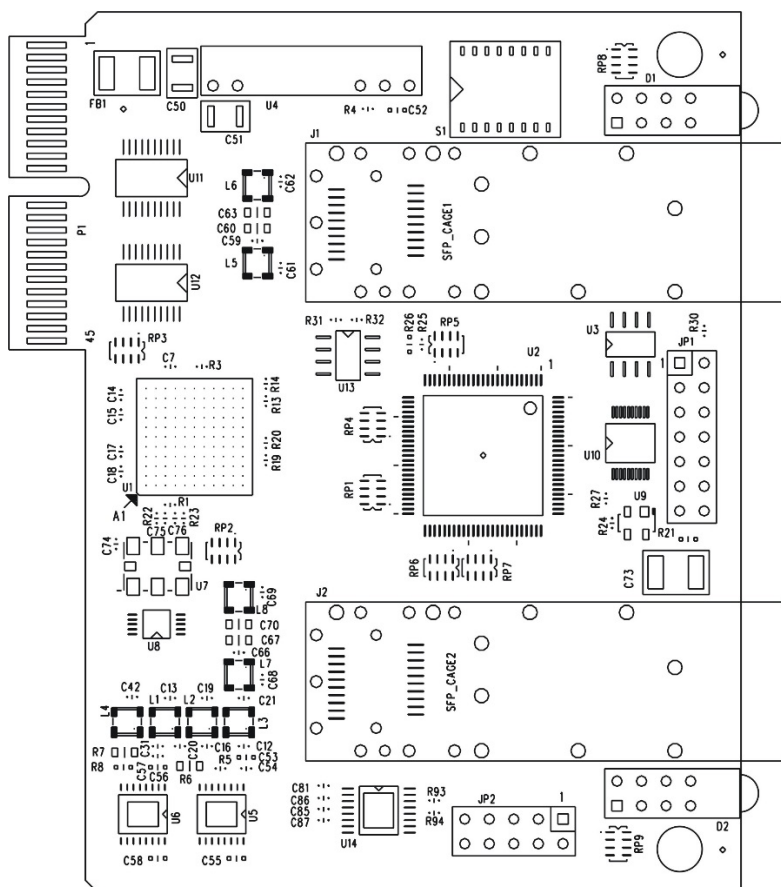 1
FB1
C50
U4
C51
R4
C52
S1
RP8
D1
J1
U11
L6
C62
C63
C60
C59
P1
SFP_CAGE1
U12
L5
C61
45
RP3
R31
R32
R26
R25
RP5
U3
R30
JP1
C7
R3
U13
U2
1
1
C14
R14
C15
R13
RP4
C17
R20
U10
C18
R19
U1
RP1
R27
U9
A1
R1
R22
R23
R24
R21
C74
C75
C76
RP2
RP6
RP7
C73
U7
C69
L8
J2
U8
C70
C67
C66
L7
C68
SFP_CAGE2
C42
L1
C13
L2
C19
C21
L4
L3
R7
C31
C20
C16
C12
R5
C53
R8
C57
C56
R6
C54
C81
R93
JP2
1
C86
C85
U6
U5
C87
R94
U14
D2
C58
C55
RP9